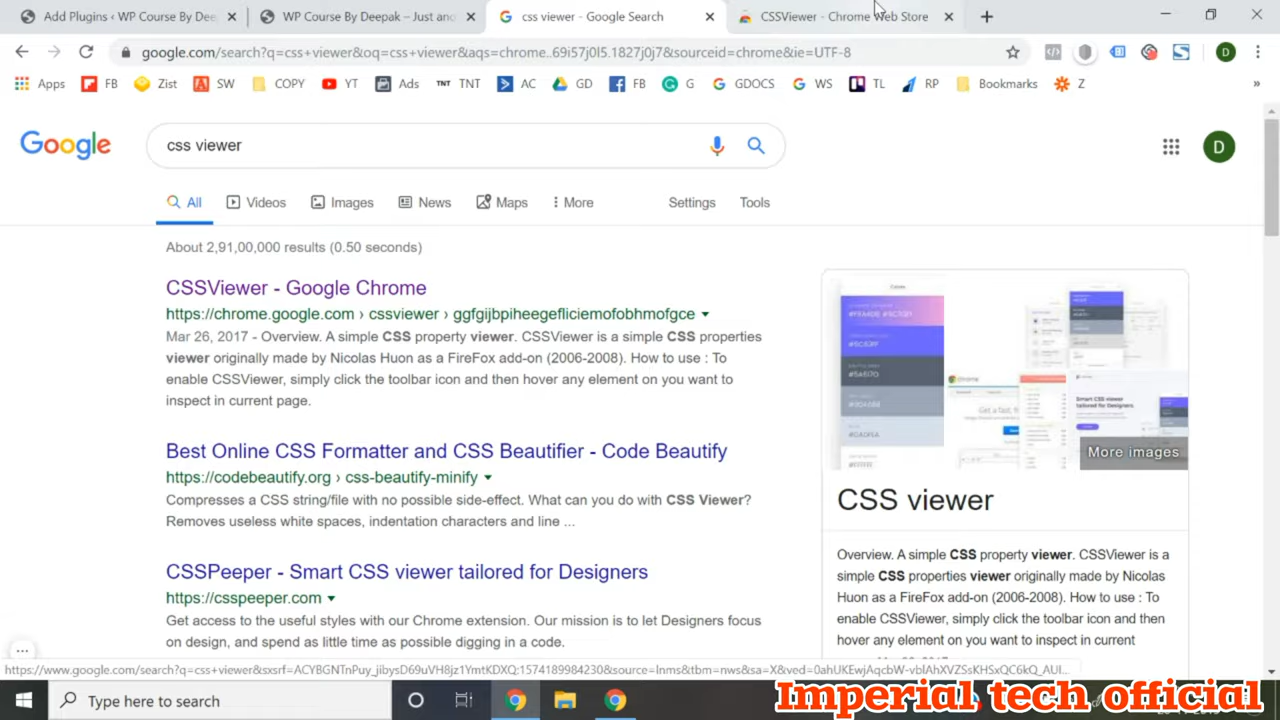 Add Plugins ‹ WP Course By De
WP Course By Deepak – Just ano
css viewer - Google Search
CSSViewer - Chrome Web Store
google.com/search?q=css+viewer&oq=css+viewer&aqs=chrome..69i57j0l5.1827j0j7&sourceid=chrome&ie=UTF-8
D
Apps FB Zist SW COPY YT Ads TNT TNT AC GD FB G GDOCS WS TL RP Bookmarks Z »
Google
css viewer
D
All Videos Images News Maps More Settings Tools
About 2,91,00,000 results (0.50 seconds)
CSSViewer - Google Chrome
https://chrome.google.com › cssviewer › ggfgijbpiheegefliciemofobhmofgce
Mar 26, 2017 - Overview. A simple CSS property viewer. CSSViewer is a simple CSS properties
viewer originally made by Nicolas Huon as a FireFox add-on (2006-2008). How to use : To
enable CSSViewer, simply click the toolbar icon and then hover any element on you want to
inspect in current page.
Best Online CSS Formatter and CSS Beautifier - Code Beautify
https://codebeautify.org › css-beautify-minify
Compresses a CSS string/file with no possible side-effect. What can you do with CSS Viewer?
Removes useless white spaces, indentation characters and line ...
CSSPeeper - Smart CSS viewer tailored for Designers
https://csspeeper.com
Get access to the useful styles with our Chrome extension. Our mission is to let Designers focus
on design, and spend as little time as possible digging in a code.
chrome
Smart CSS viewer
tailored for Designers.
More images
CSS viewer
Overview. A simple CSS property viewer. CSSViewer is a
simple CSS properties viewer originally made by Nicolas
Huon as a FireFox add-on (2006-2008). How to use : To
enable CSSViewer, simply click the toolbar icon and then
hover any element on you want to inspect in current
Type here to search
Imperial tech official